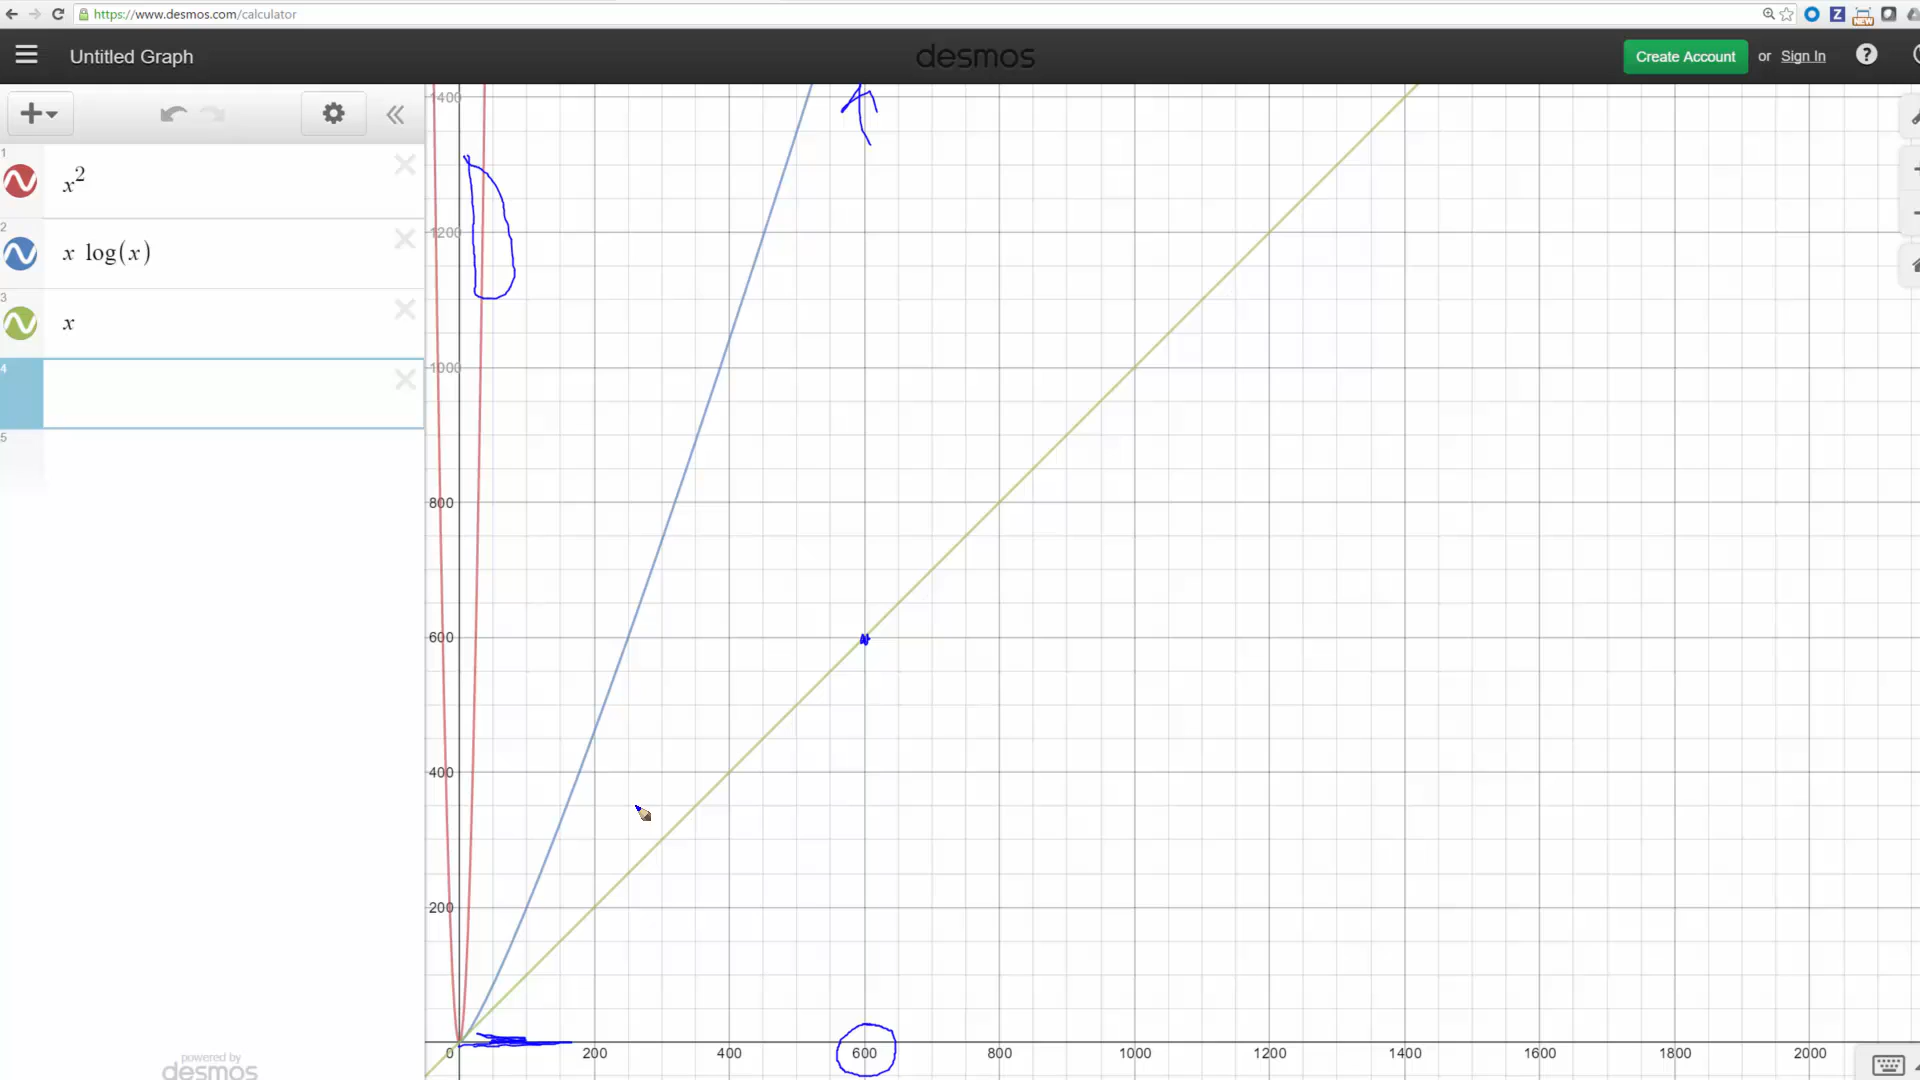 https://www.desmos.com/calculator
Z
NEW
Untitled Graph
desmos
Create Account or Sign In ?
1
x²
2
x log(x)
3
x
4
5
powered by
desmos
1400
1200
1000
800
600
400
200
0 200 400 600 800 1000 1200 1400 1600 1800 2000